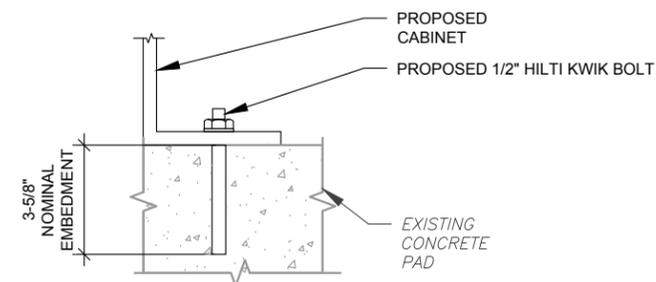 PROPOSED
CABINET
PROPOSED 1/2" HILTI KWIK BOLT
3-5/8"
NOMINAL
EMBEDMENT
EXISTING
CONCRETE
PAD